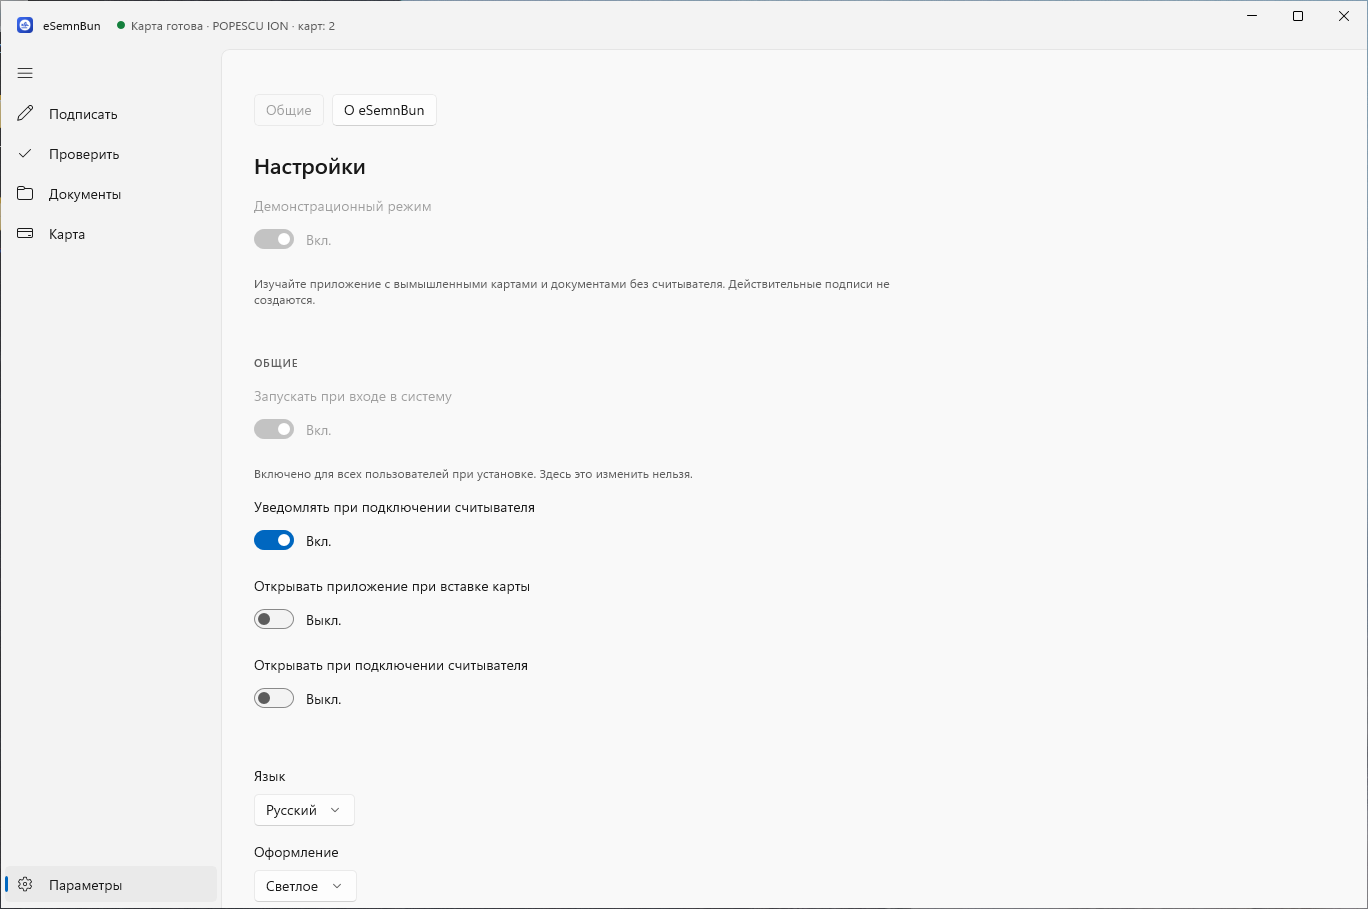 eSemnBun
Карта готова · POPESCU ION · карт: 2
Подписать
Проверить
Документы
Карта
Параметры
Общие
О eSemnBun
Настройки
Демонстрационный режим
Вкл.
Изучайте приложение с вымышленными картами и документами без считывателя. Действительные подписи не
создаются.
ОБЩИЕ
Запускать при входе в систему
Вкл.
Включено для всех пользователей при установке. Здесь это изменить нельзя.
Уведомлять при подключении считывателя
Вкл.
Открывать приложение при вставке карты
Выкл.
Открывать при подключении считывателя
Выкл.
Язык
Русский
Оформление
Светлое